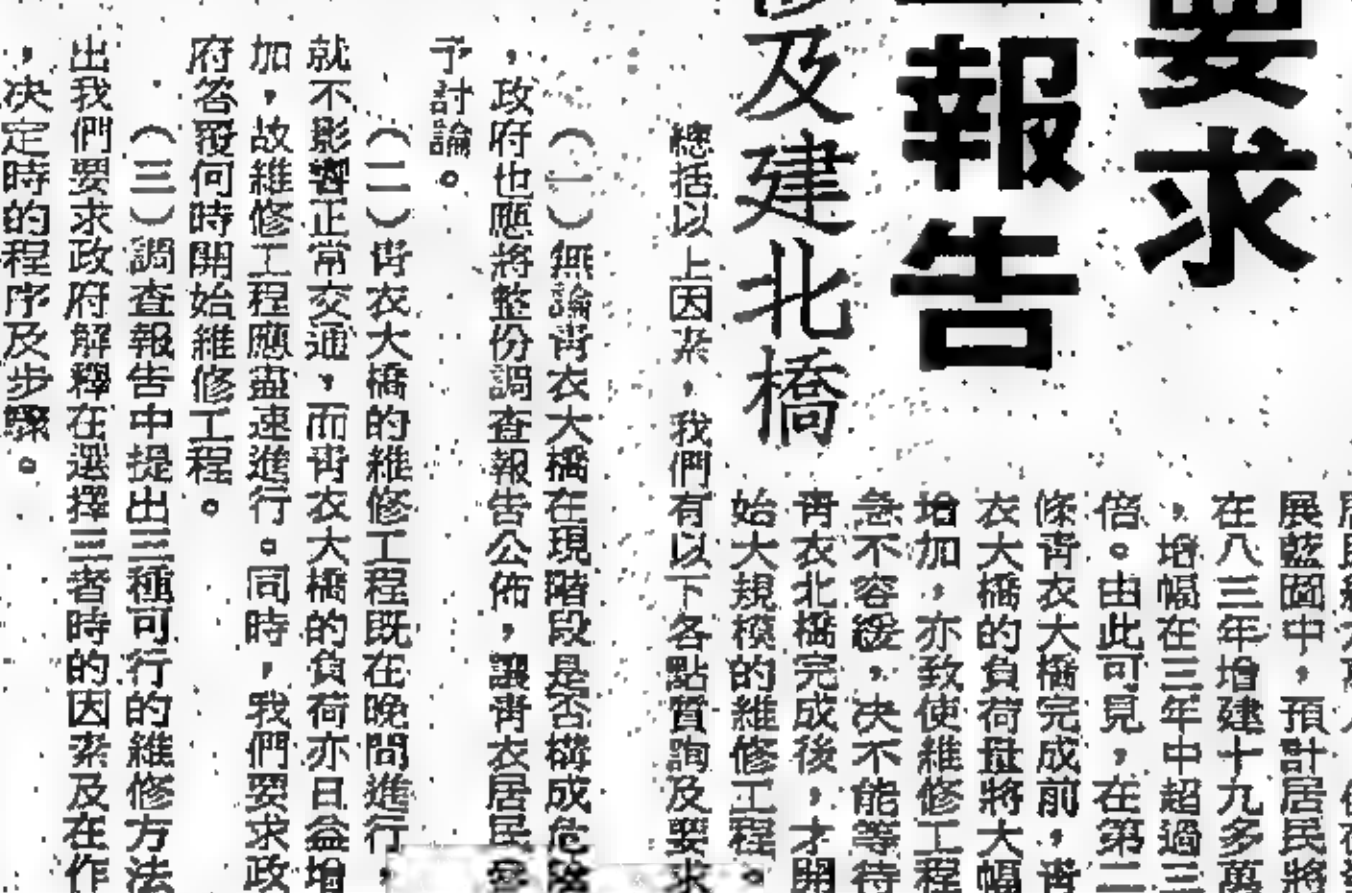 要求
報告
及建北橋
展藍圖中，預計居民將
在八三年增建十九多萬
，增幅在三年中超過三
倍。由此可見，在第二
條靑衣大橋完成前，靑
衣大橋的負荷量將大幅
增加，亦致使維修工程
急不容緩，决不能等待
靑衣北橋完成後，才開
始大規模的維修工程。
總括以上因素，我們有以下各點質詢及要求
（一）無論靑衣大橋在現階段是否構成危險
，政府也應將整份調查報告公佈，讓靑衣居民
予討論。
（二）靑衣大橋的維修工程既在晚間進行，
就不影響正常交通，而靑衣大橋的負荷亦日益增
加，故維修工程應盡速進行。同時，我們要求政
府答覆何時開始維修工程。
（三）調查報告中提出三種可行的維修方法
出我們要求政府解釋在選擇三者時的因素及在作
，決定時的程序及步驟。